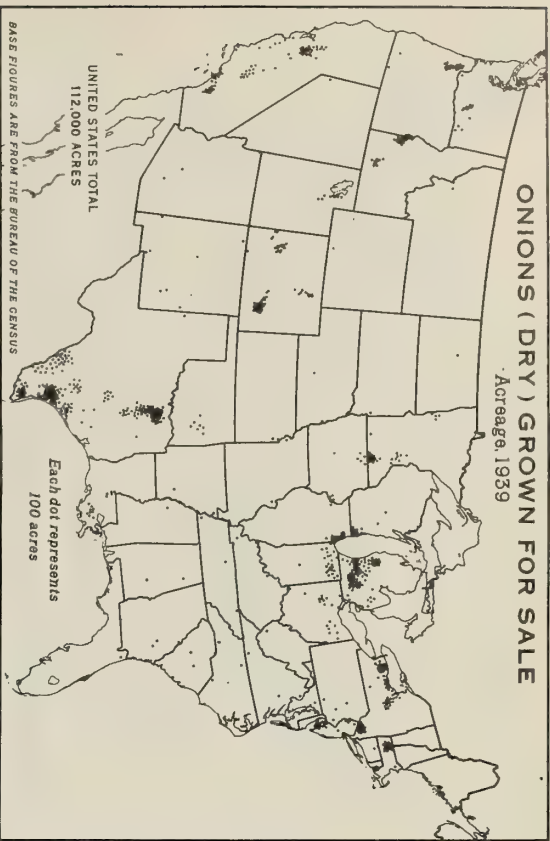 ONIONS (DRY) GROWN FOR SALE
Acreage, 1939
UNITED STATES TOTAL
112,000 ACRES
Each dot represents
100 acres
BASE FIGURES ARE FROM THE BUREAU OF THE CENSUS